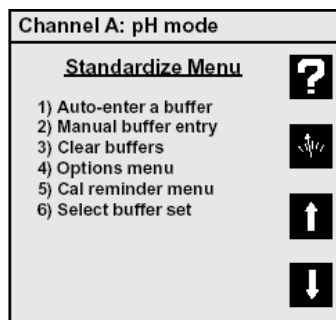 Channel A: pH mode
Standardize Menu
1) Auto-enter a buffer
2) Manual buffer entry
3) Clear buffers
4) Options menu
5) Cal reminder menu
6) Select buffer set
?